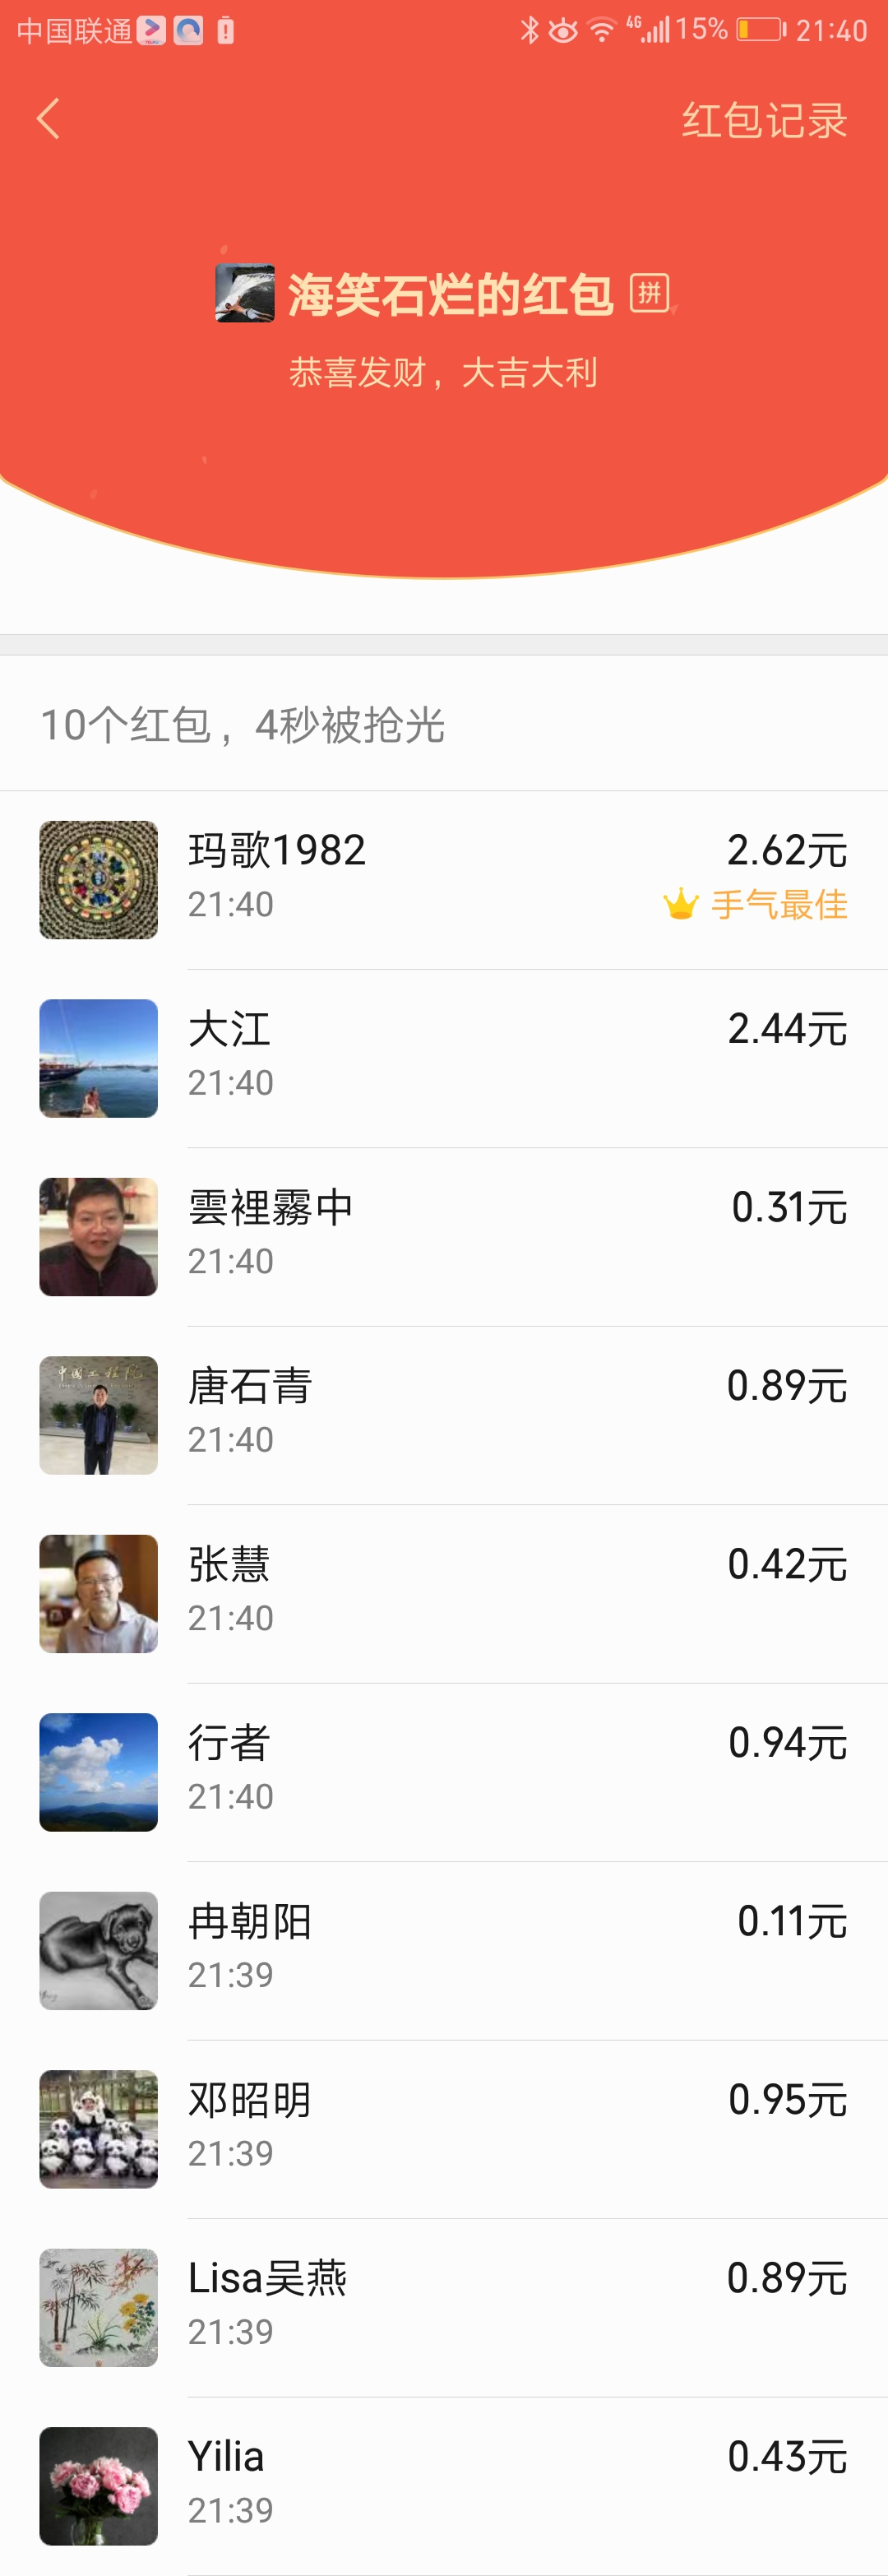 中国联通 4G 15% 21:40
红包记录
海笑石烂的红包 拼
恭喜发财，大吉大利
10个红包，4秒被抢光
玛歌1982 2.62元
21:40 手气最佳
大江 2.44元
21:40
雲裡霧中 0.31元
21:40
中国工程院
唐石青 0.89元
21:40
张慧 0.42元
21:40
行者 0.94元
21:40
冉朝阳 0.11元
21:39
邓昭明 0.95元
21:39
Lisa吴燕 0.89元
21:39
Yilia 0.43元
21:39